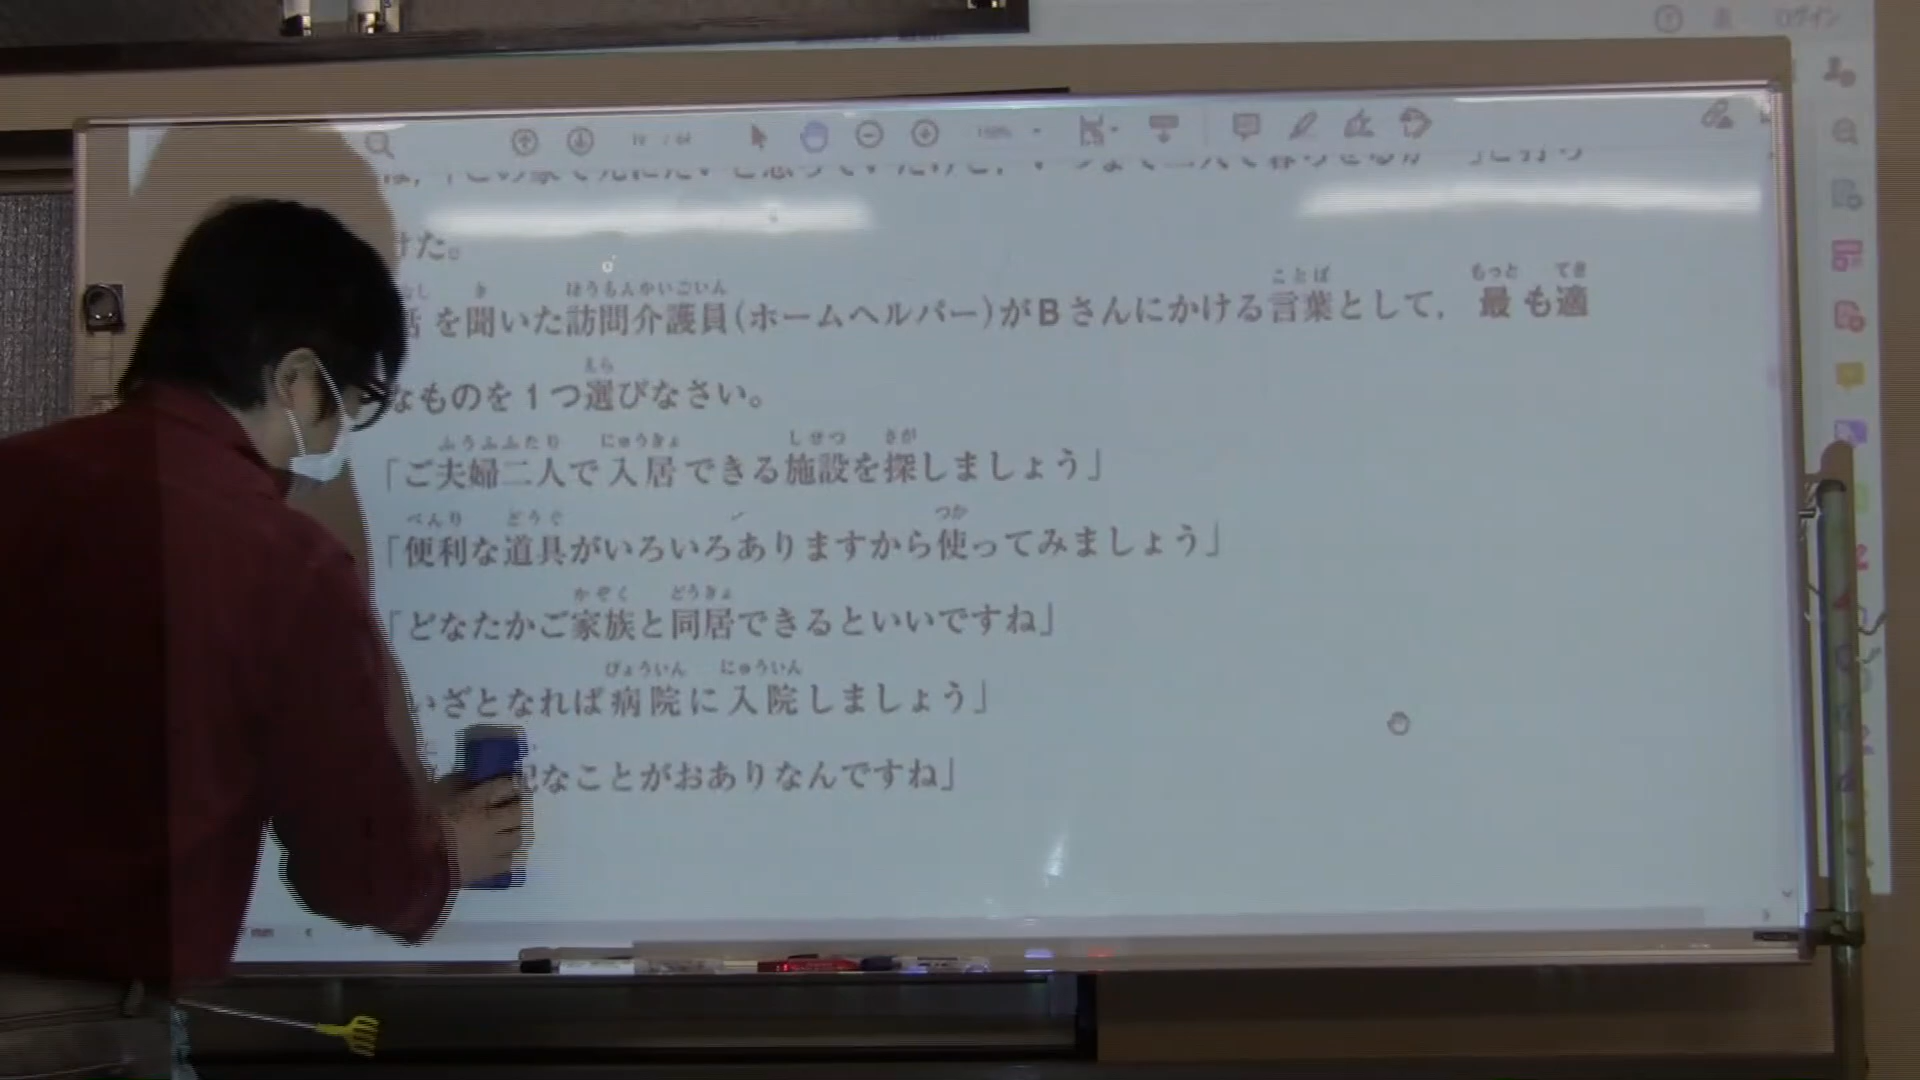 ログイン
けた。
を聞いた訪問介護員(ホームヘルパー)がBさんにかける言葉として，最も適
なものを1つ選びなさい。
「ご夫婦二人で入居できる施設を探しましょう」
「便利な道具がいろいろありますから使ってみましょう」
「どなたかご家族と同居できるといいですね」
いざとなれば病院に入院しましょう」
なことがおありなんですね」